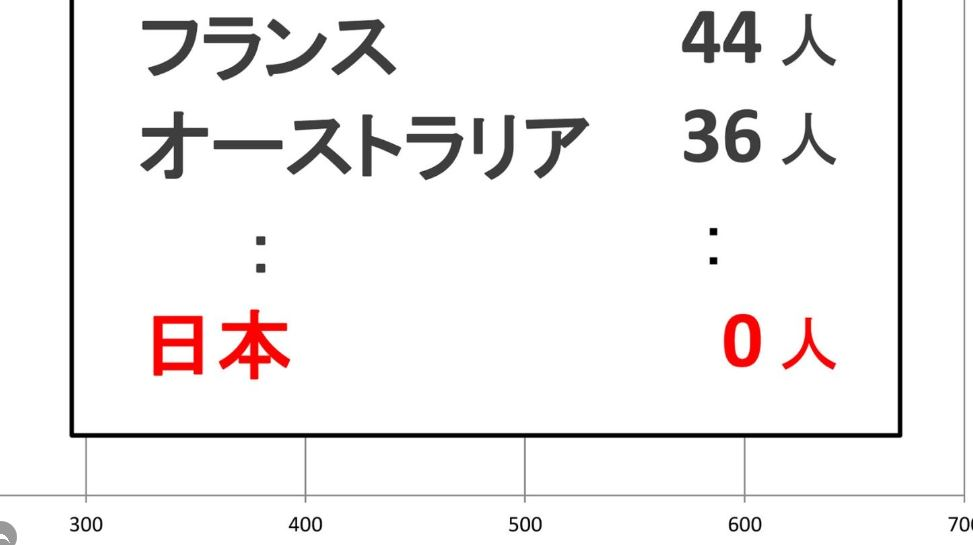 フランス 44 人
オーストラリア 36 人
: :
日本 0 人
300 400 500 600